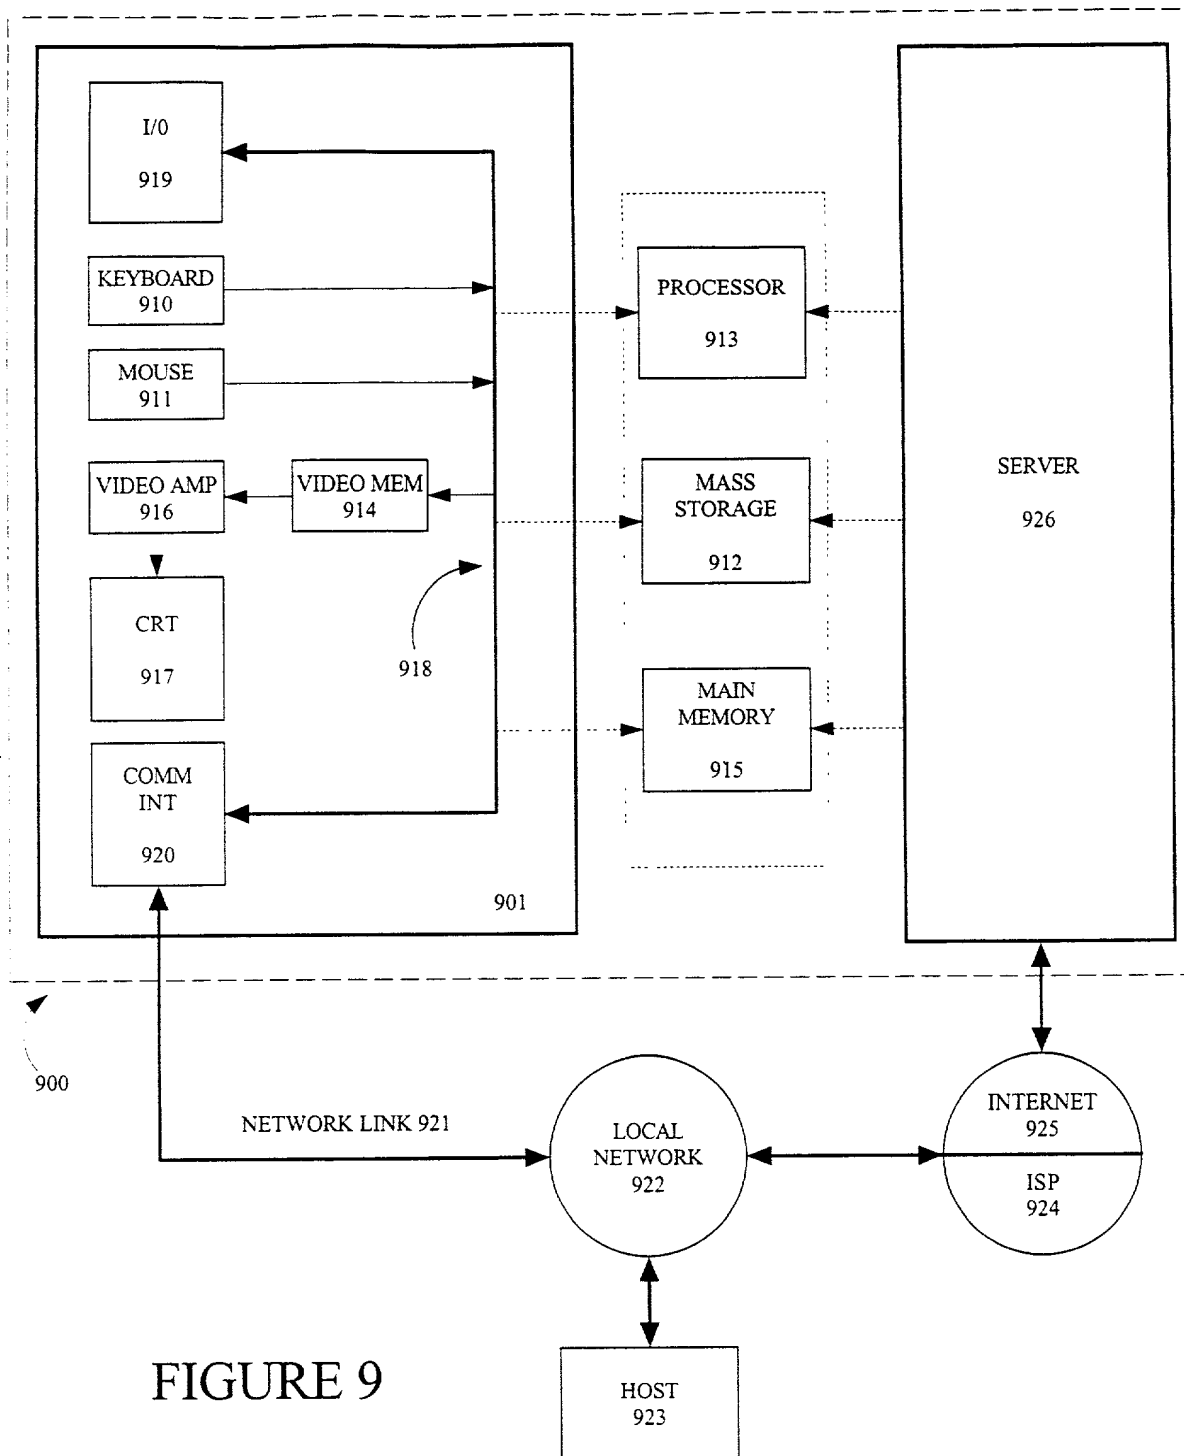 I/0
919
KEYBOARD
910
MOUSE
911
VIDEO AMP
916
VIDEO MEM
914
CRT
917
918
COMM
INT
920
901
PROCESSOR
913
MASS
STORAGE
912
MAIN
MEMORY
915
SERVER
926
900
NETWORK LINK 921
LOCAL
NETWORK
922
INTERNET
925
ISP
924
HOST
923
FIGURE 9